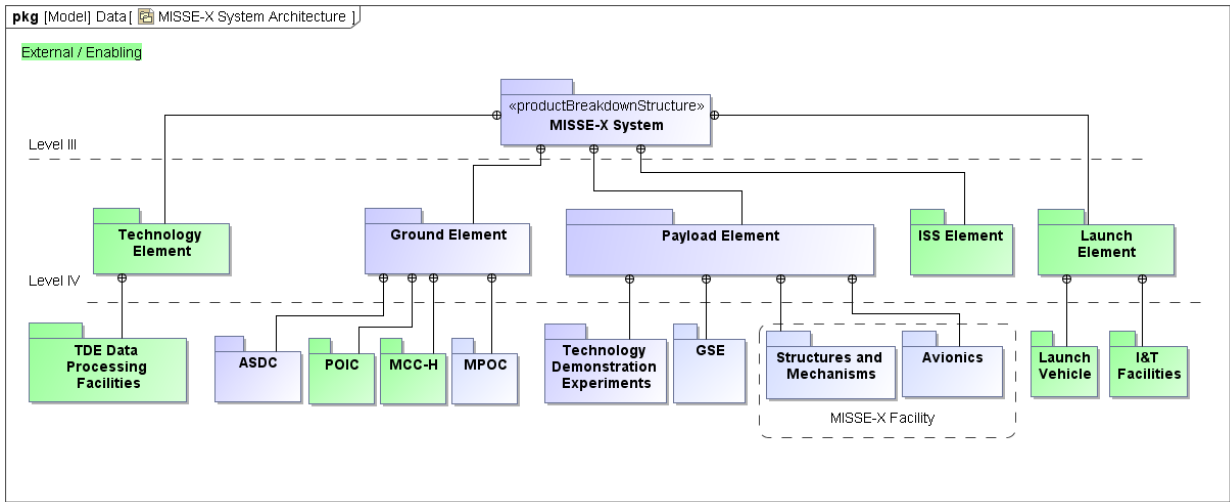 pkg [Model] Data [ MISSE-X System Architecture ]
External / Enabling
«productBreakdownStructure»
MISSE-X System
Level III
Technology
Element
Ground Element
Payload Element
ISS Element
Launch
Element
Level IV
TDE Data
Processing
Facilities
ASDC
POIC
MCC-H
MPOC
Technology
Demonstration
Experiments
GSE
Structures and
Mechanisms
Avionics
MISSE-X Facility
Launch
Vehicle
I&T
Facilities